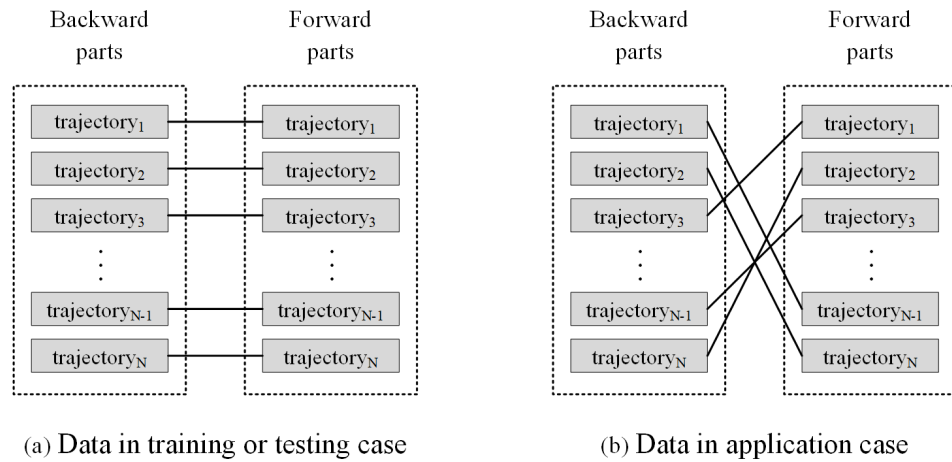 Backward parts
Forward parts
trajectory₁
trajectory₁
trajectory₂
trajectory₂
trajectory₃
trajectory₃
⋮
⋮
trajectoryN-1
trajectoryN-1
trajectoryN
trajectoryN
(a) Data in training or testing case
Backward parts
Forward parts
trajectory₁
trajectory₁
trajectory₂
trajectory₂
trajectory₃
trajectory₃
⋮
⋮
trajectoryN-1
trajectoryN-1
trajectoryN
trajectoryN
(b) Data in application case